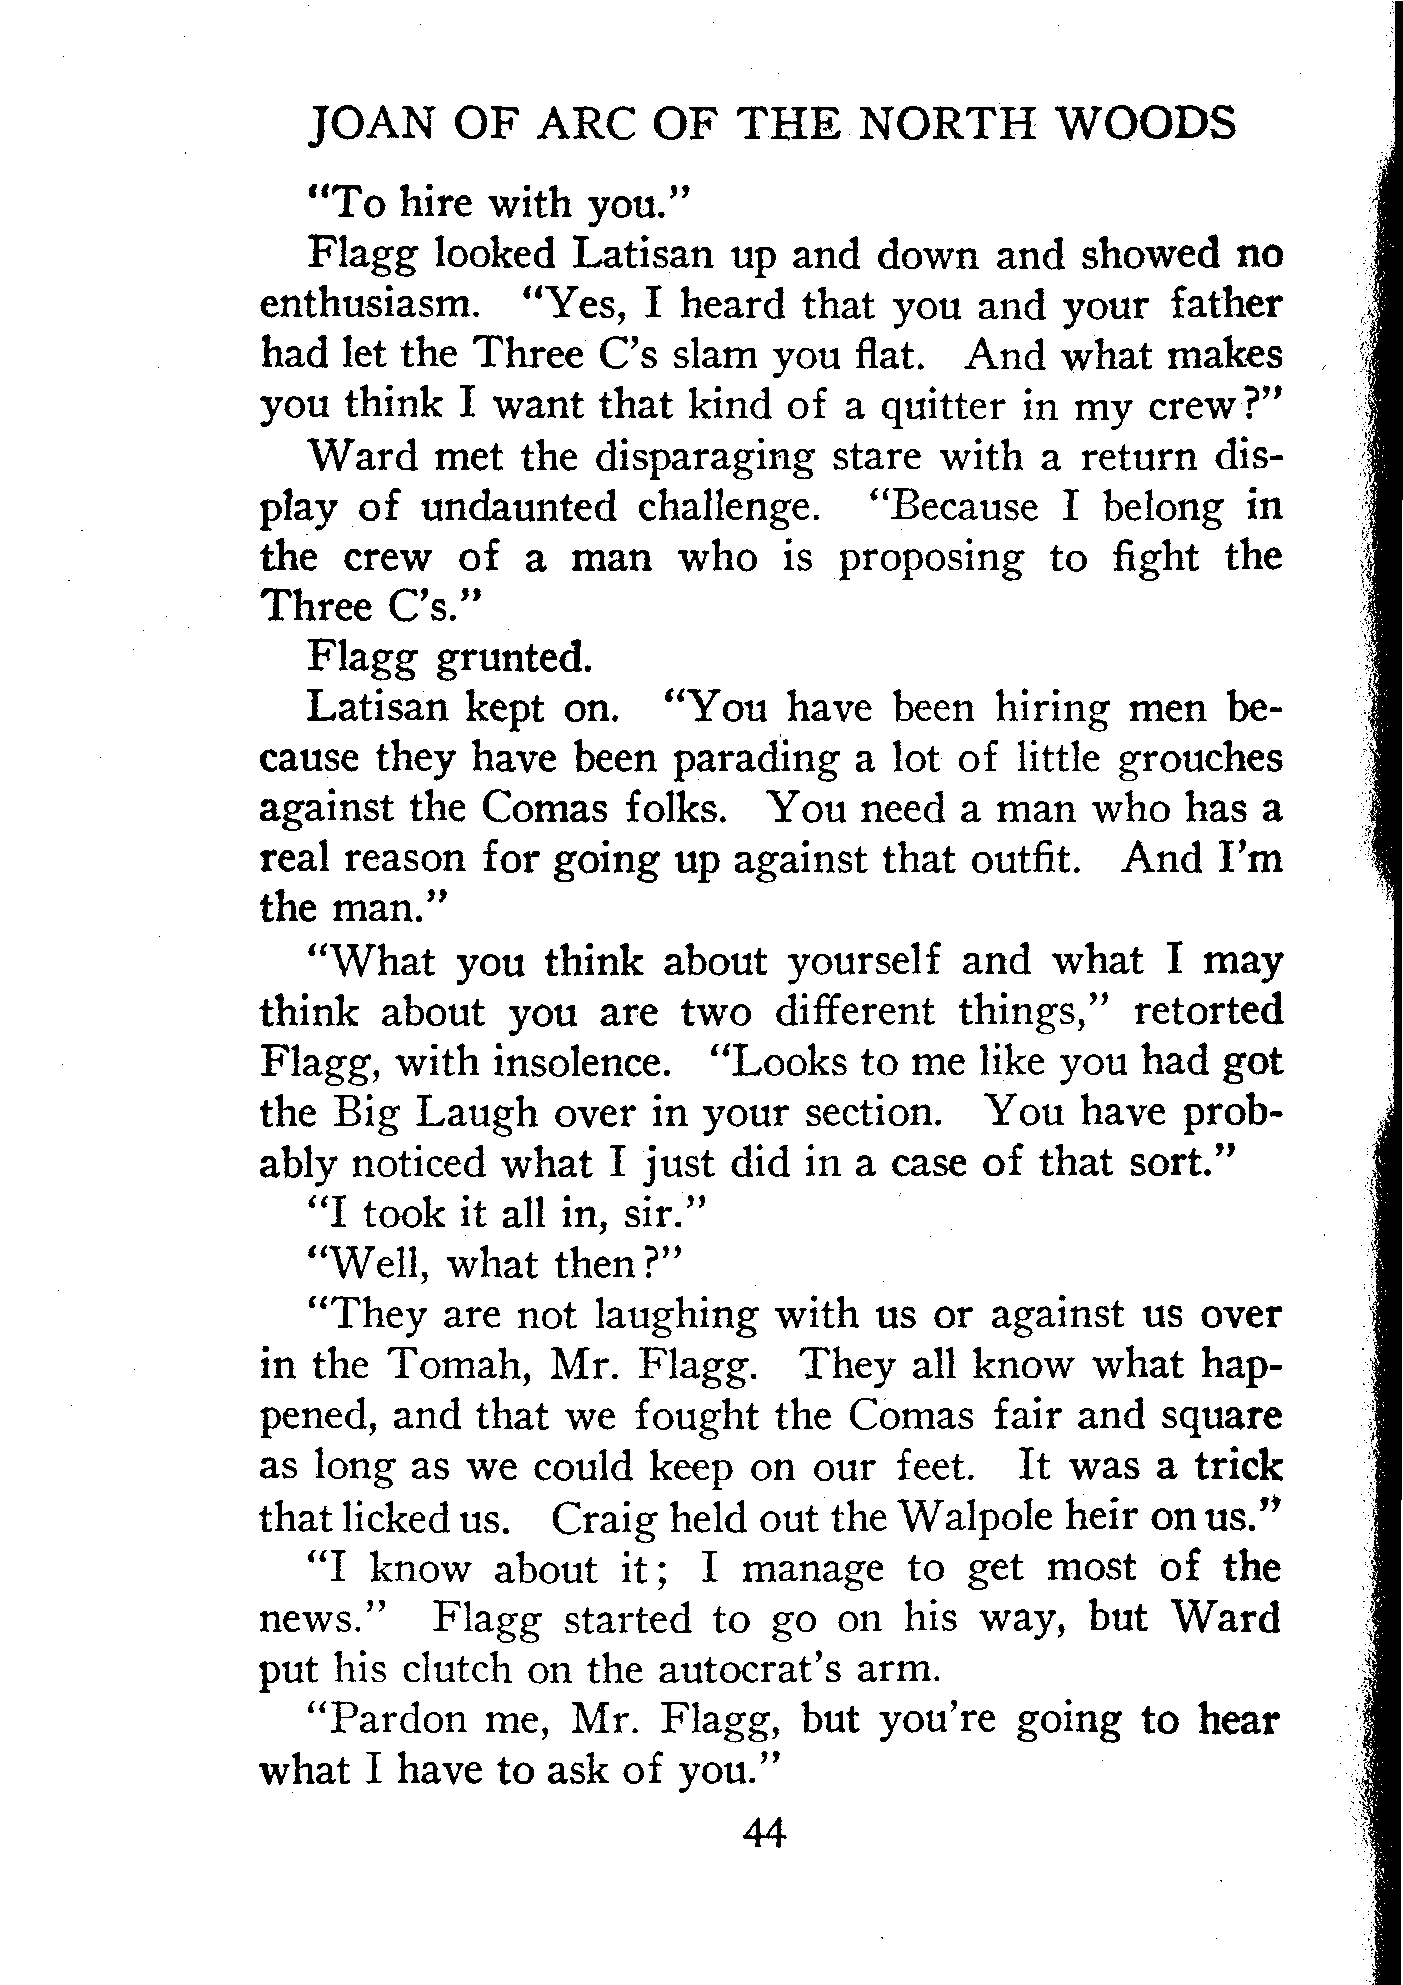 JOAN OF ARC OF THE NORTH WOODS
“To hire with you.”
Flagg looked Latisan up and down and showed no
enthusiasm. “Yes, I heard that you and your father
had let the Three C’s slam you flat. And what makes
you think I want that kind of a quitter in my crew?”
Ward met the disparaging stare with a return dis-
play of undaunted challenge. “Because I belong in
the crew of a man who is proposing to fight the
Three C’s.”
Flagg grunted.
Latisan kept on. “You have been hiring men be-
cause they have been parading a lot of little grouches
against the Comas folks. You need a man who has a
real reason for going up against that outfit. And I’m
the man.”
“What you think about yourself and what I may
think about you are two different things,” retorted
Flagg, with insolence. “Looks to me like you had got
the Big Laugh over in your section. You have prob-
ably noticed what I just did in a case of that sort.”
“I took it all in, sir.”
“Well, what then?”
“They are not laughing with us or against us over
in the Tomah, Mr. Flagg. They all know what hap-
pened, and that we fought the Comas fair and square
as long as we could keep on our feet. It was a trick
that licked us. Craig held out the Walpole heir on us.”
“I know about it; I manage to get most of the
news.” Flagg started to go on his way, but Ward
put his clutch on the autocrat’s arm.
“Pardon me, Mr. Flagg, but you’re going to hear
what I have to ask of you.”
44